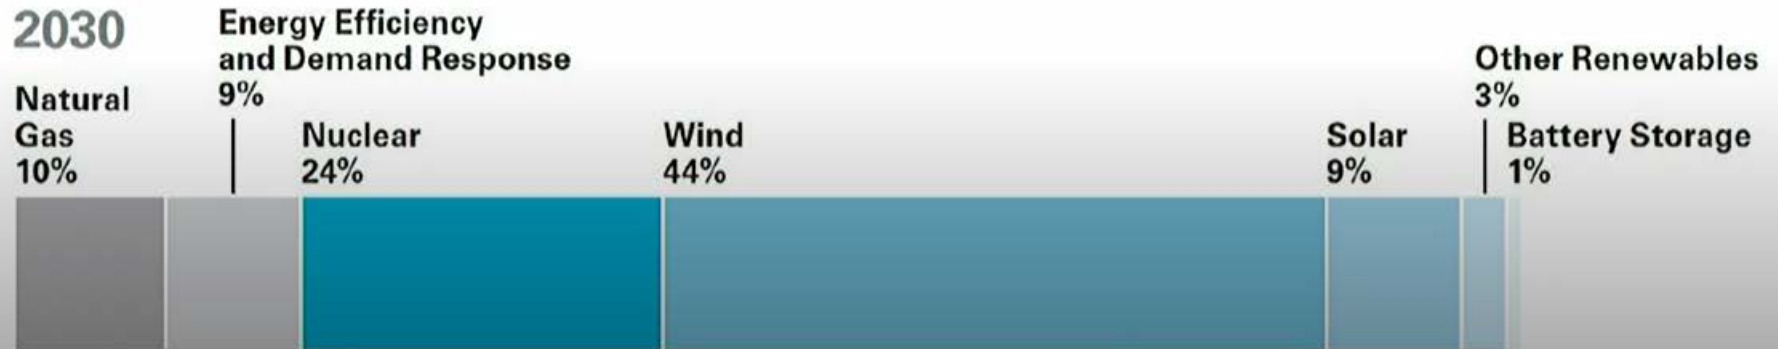 2030
Natural
Gas
10%
Energy Efficiency
and Demand Response
9%
Nuclear
24%
Wind
44%
Solar
9%
Other Renewables
3%
Battery Storage
1%